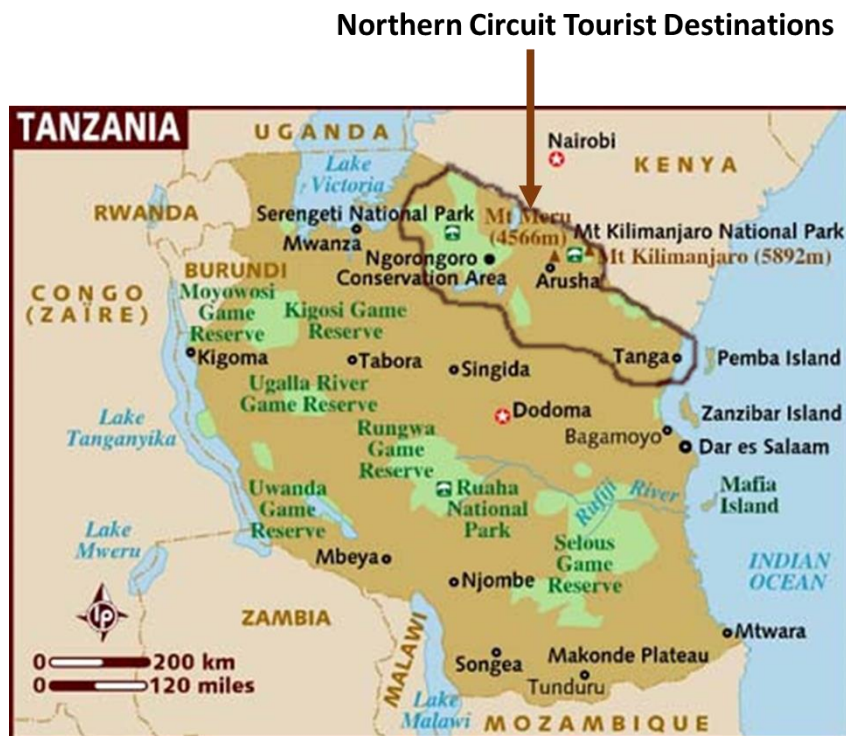 Northern Circuit Tourist Destinations
TANZANIA
UGANDA
Nairobi
KENYA
Lake
Victoria
RWANDA
Serengeti National Park
Mt Meru
(4566m)
Mt Kilimanjaro National Park
Mwanza
Mt Kilimanjaro (5892m)
Ngorongoro
Conservation Area
Arusha
BURUNDI
CONGO
(ZAÏRE)
Moyowosi
Game
Reserve
Kigosi Game
Reserve
Kigoma
Tabora
Singida
Tanga
Pemba Island
Ugalla River
Game Reserve
Dodoma
Zanzibar Island
Lake
Tanganyika
Rungwa
Game
Reserve
Bagamoyo
Dar es Salaam
Uwanda
Game
Reserve
Ruaha
National
Park
Rufiji
River
Mafia
Island
Lake
Mweru
Selous
Game
Reserve
Mbeya
INDIAN
OCEAN
Njombe
lp
ZAMBIA
MALAWI
Mtwara
0 200 km
0 120 miles
Songea
Makonde Plateau
Tunduru
Lake
Malawi
MOZAMBIQUE